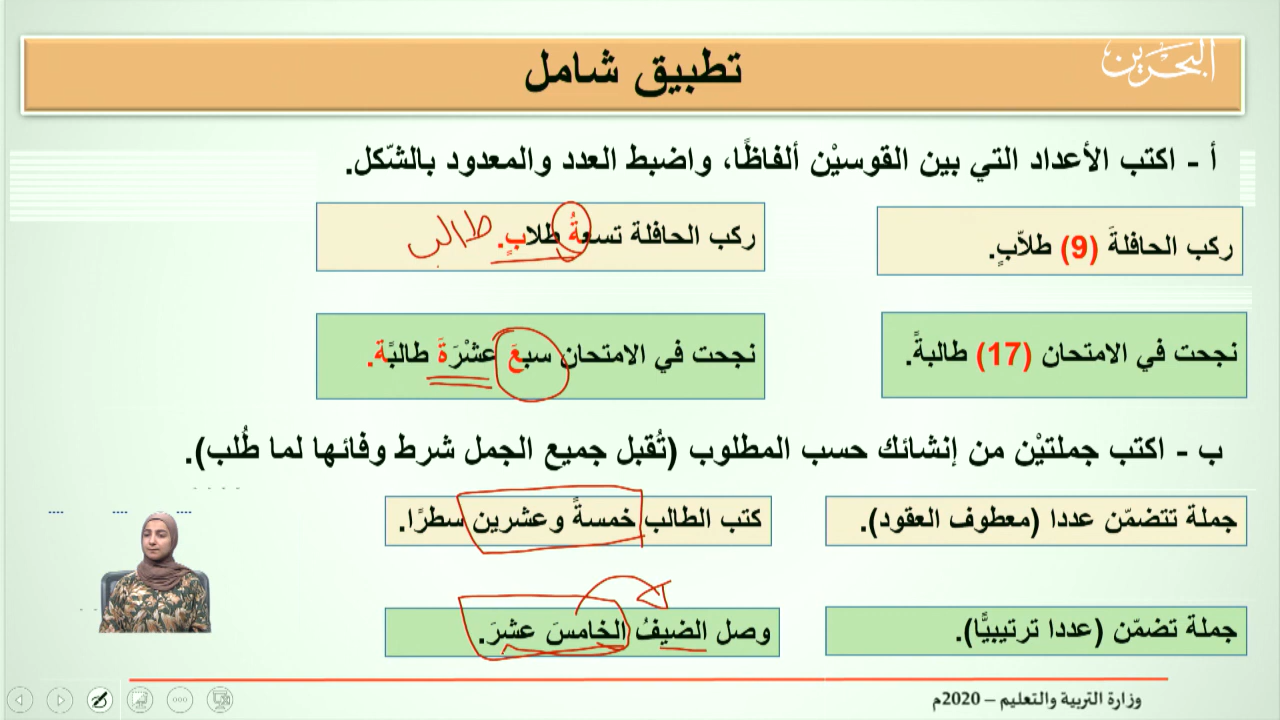 البحرين
تطبيق شامل
أ - اكتب الأعداد التي بين القوسيْن ألفاظًا، واضبط العدد والمعدود بالشّكل.
ركب الحافلةَ (9) طلاّبٍ.
ركب الحافلة تسعةُ طلابٍ. طالب
نجحت في الامتحان (17) طالبةً.
نجحت في الامتحان سبعَ عشْرَةَ طالبًة.
ب - اكتب جملتيْن من إنشائك حسب المطلوب (تُقبل جميع الجمل شرط وفائها لما طُلب).
جملة تتضمّن عددا (معطوف العقود).
كتب الطالب خمسةً وعشرين سطرًا.
جملة تضمّن (عددا ترتيبيًّا).
وصل الضيفُ الخامسَ عشرَ.
وزارة التربية والتعليم – 2020م